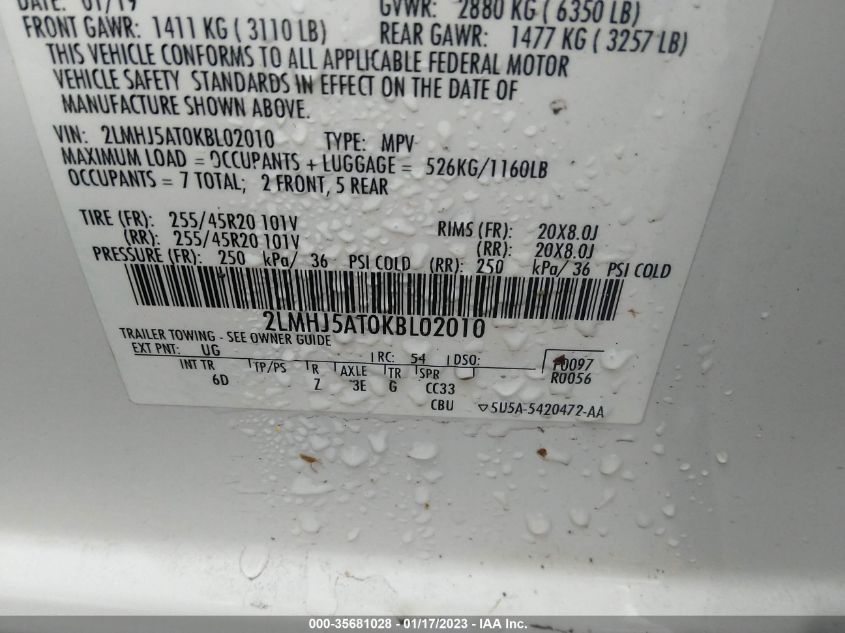 DATE: 01/19
GVWR: 2880 KG ( 6350 LB)
FRONT GAWR: 1411 KG ( 3110 LB)
REAR GAWR: 1477 KG ( 3257 LB)
THIS VEHICLE CONFORMS TO ALL APPLICABLE FEDERAL MOTOR
VEHICLE SAFETY STANDARDS IN EFFECT ON THE DATE OF
MANUFACTURE SHOWN ABOVE.
VIN: 2LMHJ5AT0KBL02010 TYPE: MPV
MAXIMUM LOAD = OCCUPANTS + LUGGAGE = 526KG/1160LB
OCCUPANTS = 7 TOTAL; 2 FRONT, 5 REAR
TIRE (FR): 255/45R20 101V RIMS (FR): 20X8.0J
(RR): 255/45R20 101V (RR): 20X8.0J
PRESSURE (FR): 250 kPa/ 36 PSI COLD (RR): 250 kPa/ 36 PSI COLD
2LMHJ5AT0KBL02010
TRAILER TOWING - SEE OWNER GUIDE
EXT PNT: UG RC: 54 DSO: F0097
INT TR TP/PS R AXLE TR SPR R0056
6D Z 3E G CC33
CBU 5U5A-5420472-AA
000-35681028 - 01/17/2023 - IAA Inc.